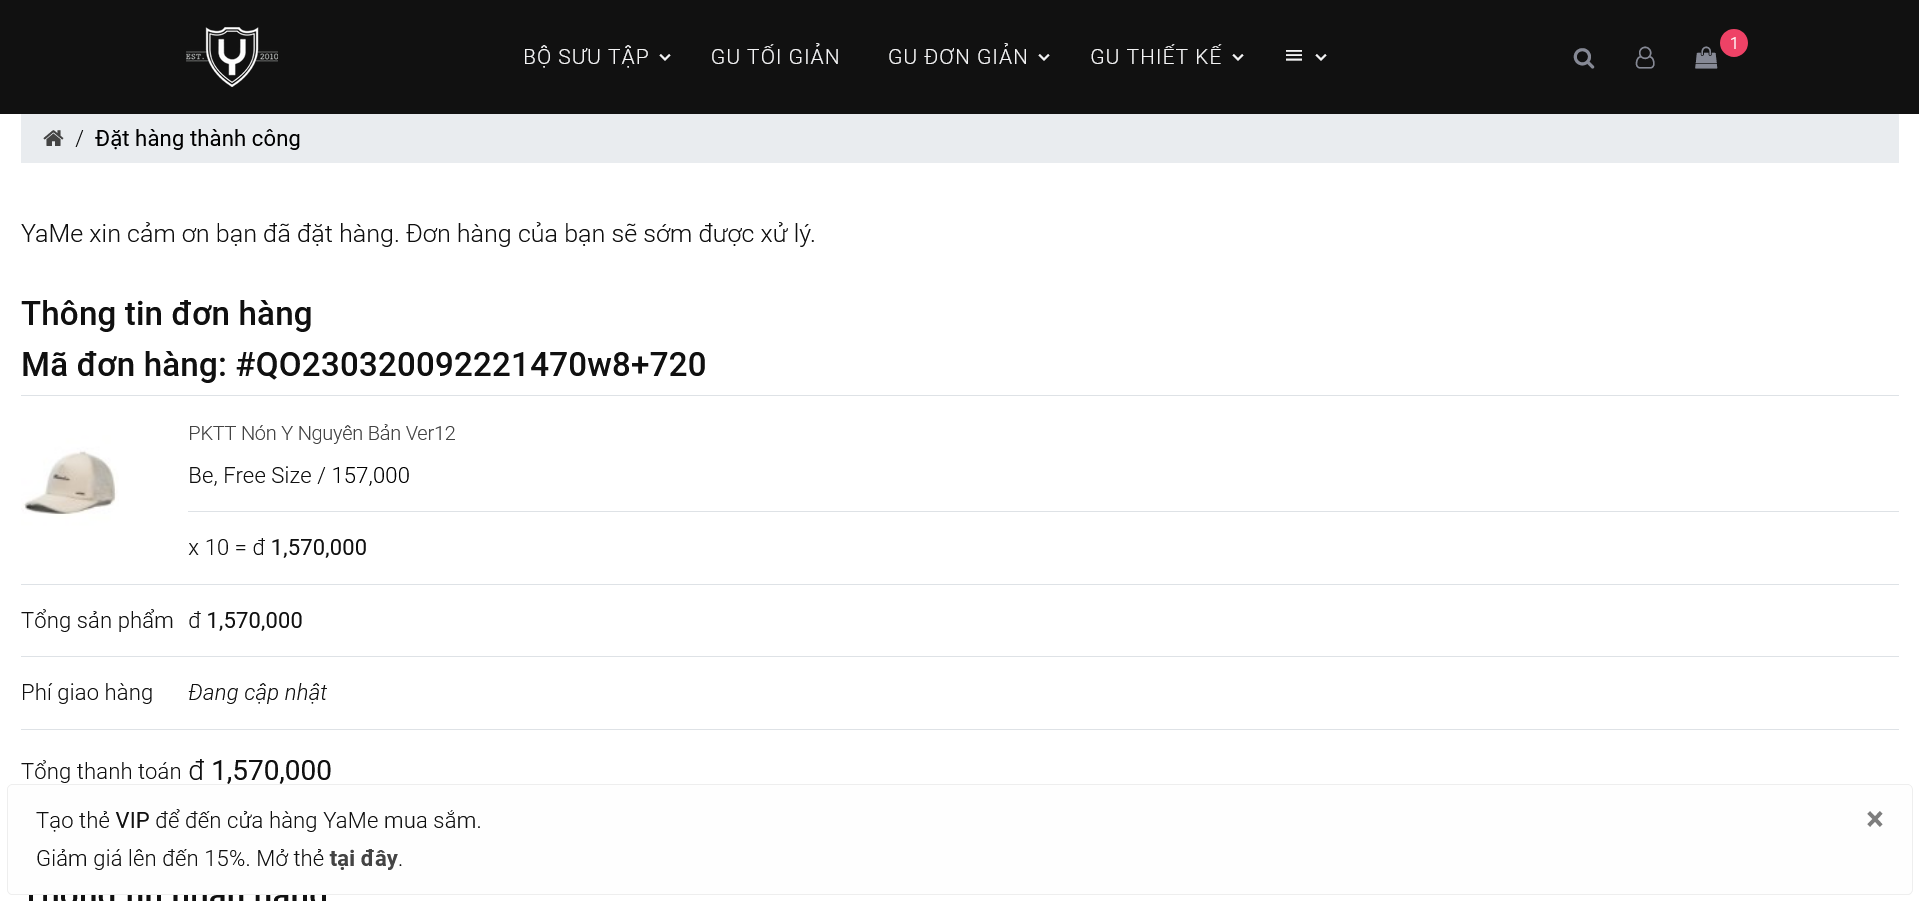 EST. Y 2010
BỘ SƯU TẬP GU TỐI GIẢN GU ĐƠN GIẢN GU THIẾT KẾ
1
/ Đặt hàng thành công
YaMe xin cảm ơn bạn đã đặt hàng. Đơn hàng của bạn sẽ sớm được xử lý.
Thông tin đơn hàng
Mã đơn hàng: #QO230320092221470w8+720
PKTT Nón Y Nguyên Bản Ver12
Be, Free Size / 157,000
x 10 = đ 1,570,000
Tổng sản phẩm đ 1,570,000
Phí giao hàng Đang cập nhật
Tổng thanh toán đ 1,570,000
Tạo thẻ VIP để đến cửa hàng YaMe mua sắm.
×
Giảm giá lên đến 15%. Mở thẻ tại đây.